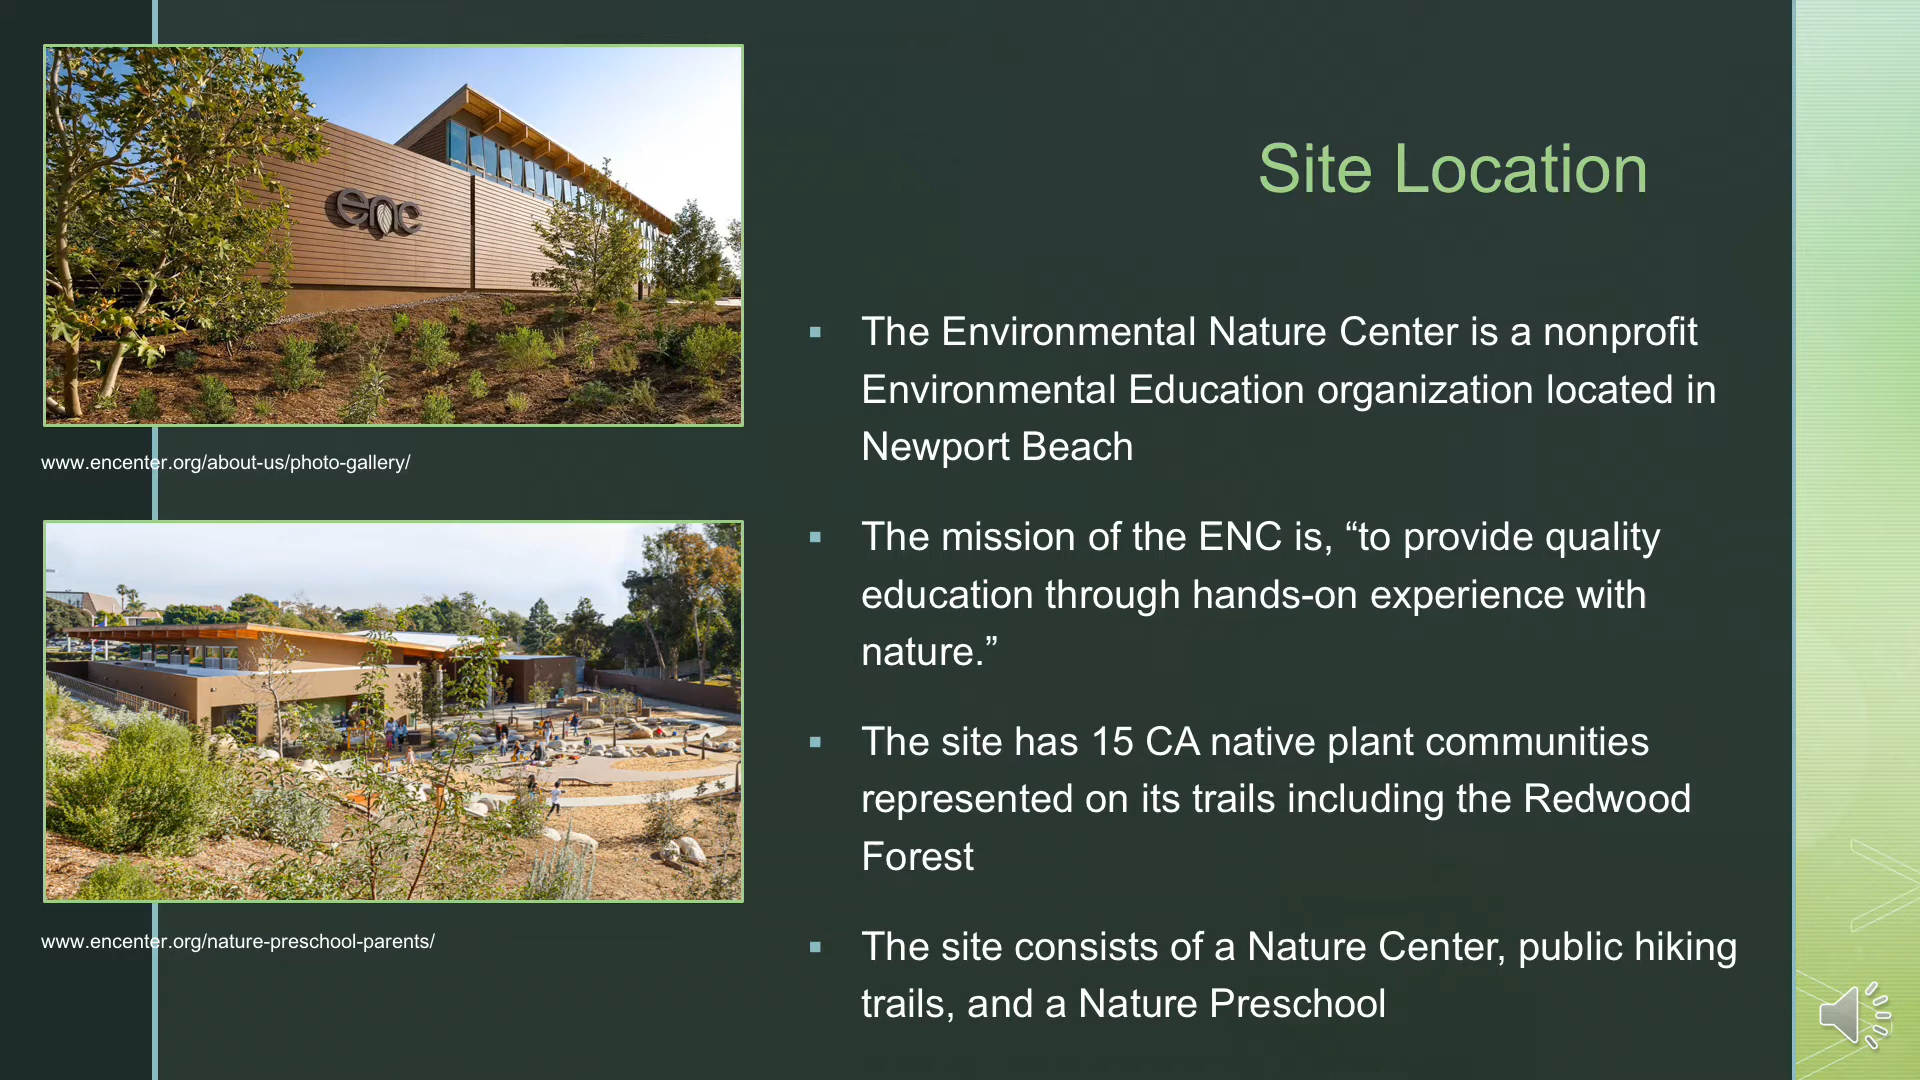 enc
www.encenter.org/about-us/photo-gallery/
www.encenter.org/nature-preschool-parents/
Site Location
▪ The Environmental Nature Center is a nonprofit
Environmental Education organization located in
Newport Beach
▪ The mission of the ENC is, “to provide quality
education through hands-on experience with
nature.”
▪ The site has 15 CA native plant communities
represented on its trails including the Redwood
Forest
▪ The site consists of a Nature Center, public hiking
trails, and a Nature Preschool